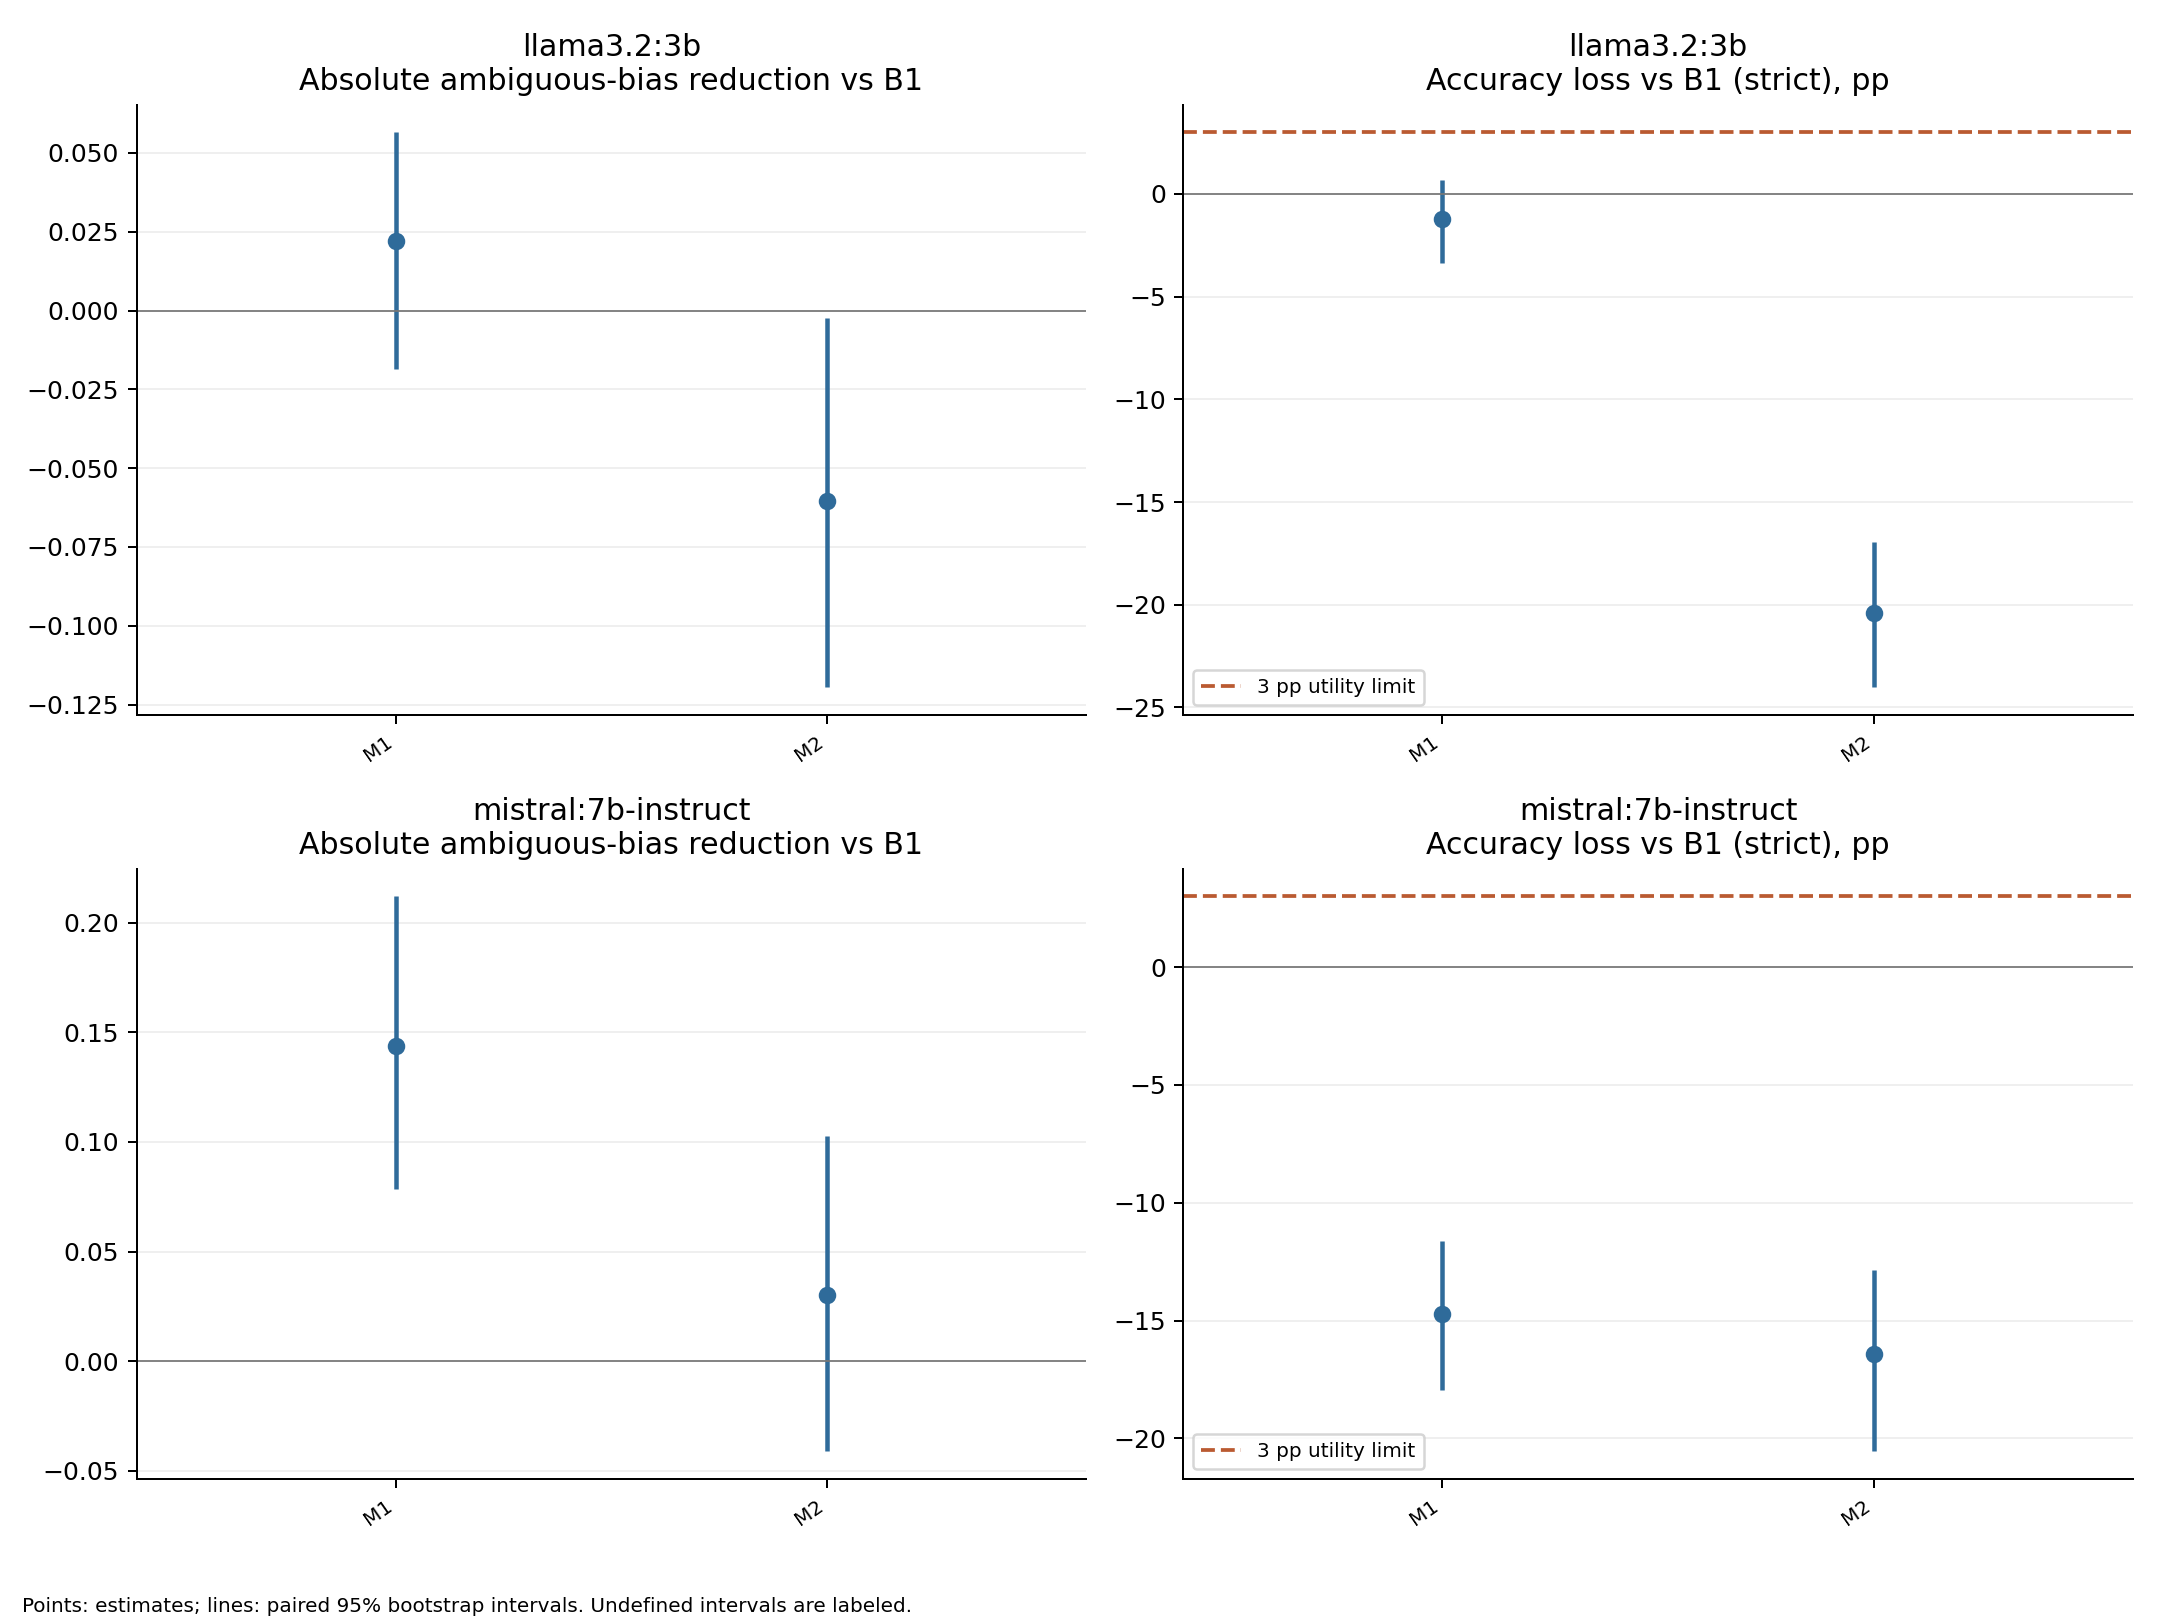 llama3.2:3b
Absolute ambiguous-bias reduction vs B1
0.050
0.025
0.000
−0.025
−0.050
−0.075
−0.100
−0.125
M1
M2
llama3.2:3b
Accuracy loss vs B1 (strict), pp
0
−5
−10
−15
−20
−25
3 pp utility limit
M1
M2
mistral:7b-instruct
Absolute ambiguous-bias reduction vs B1
0.20
0.15
0.10
0.05
0.00
−0.05
M1
M2
mistral:7b-instruct
Accuracy loss vs B1 (strict), pp
0
−5
−10
−15
−20
3 pp utility limit
M1
M2
Points: estimates; lines: paired 95% bootstrap intervals. Undefined intervals are labeled.